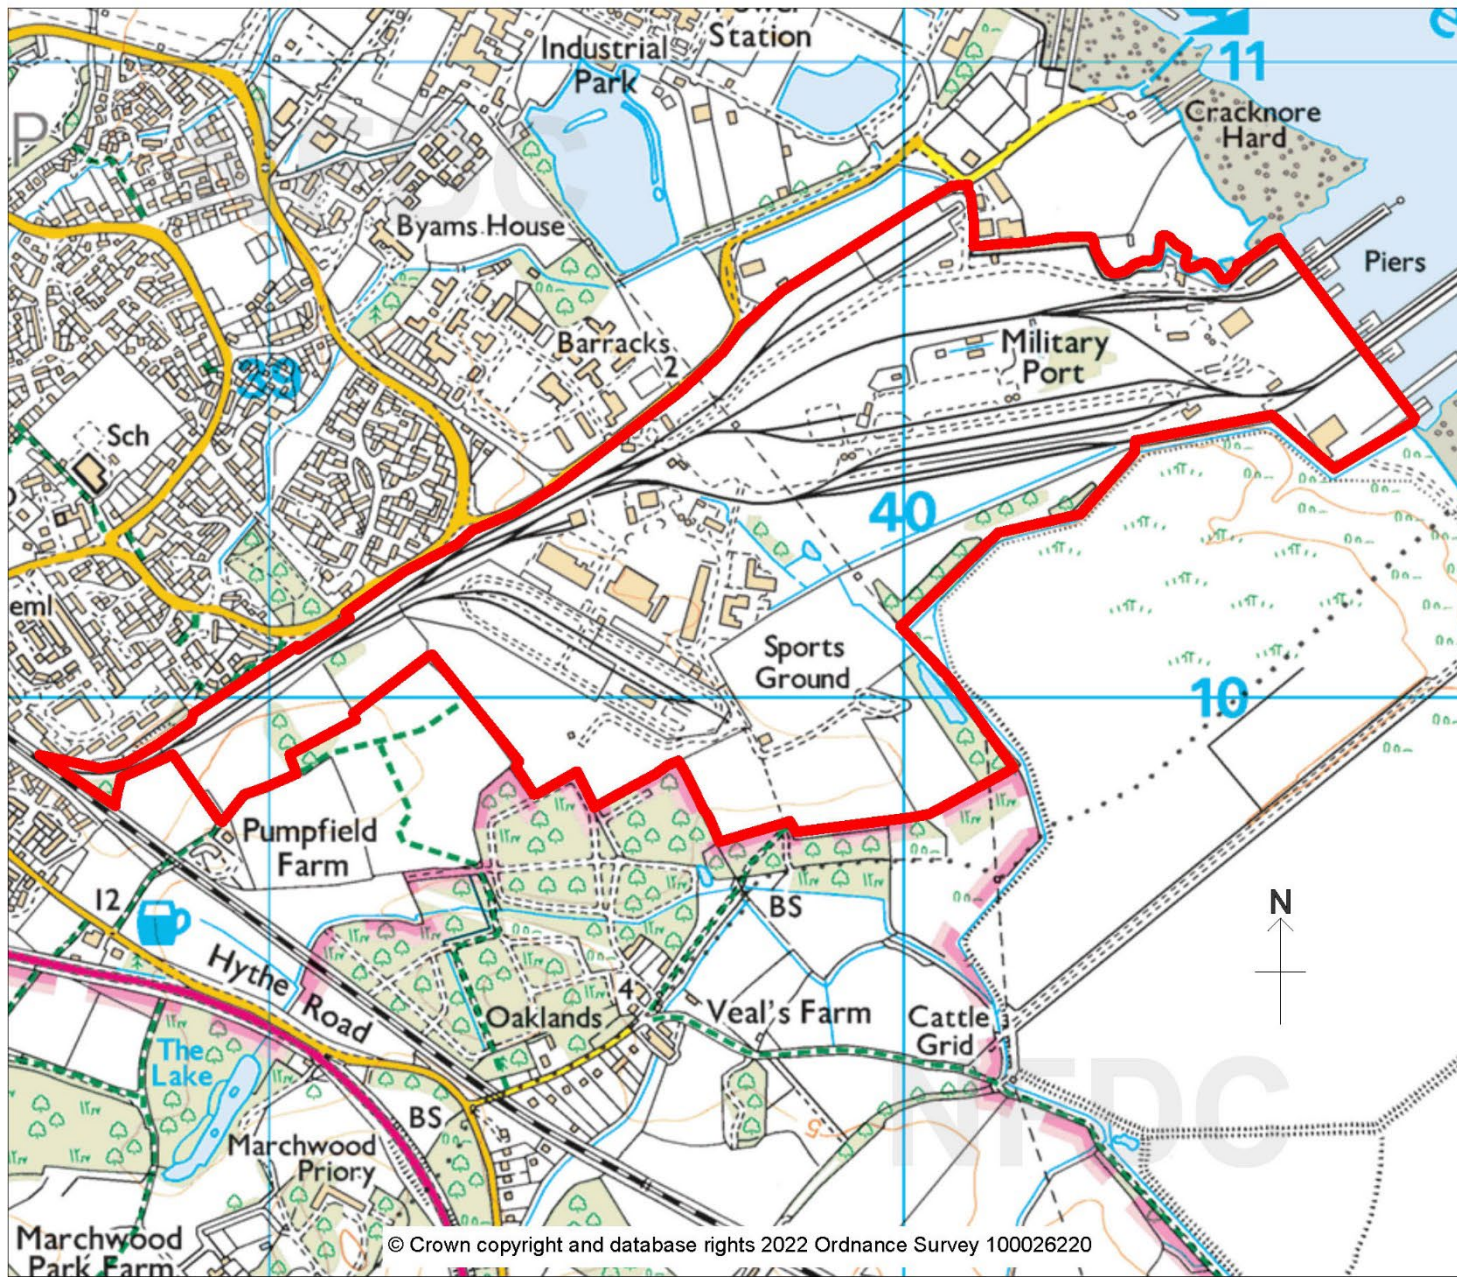 Station
Industrial
Park
11
Cracknore
Hard
P
Byams House
Piers
Barracks
2
Military
Port
39
Sch
40
Sports
Ground
10
Pumpfield
Farm
12
BS
N
Hythe Road
4
Oaklands
Veal's Farm
Cattle
Grid
The
Lake
NFDC
BS
5
Marchwood
Priory
Marchwood
Park Farm
© Crown copyright and database rights 2022 Ordnance Survey 100026220